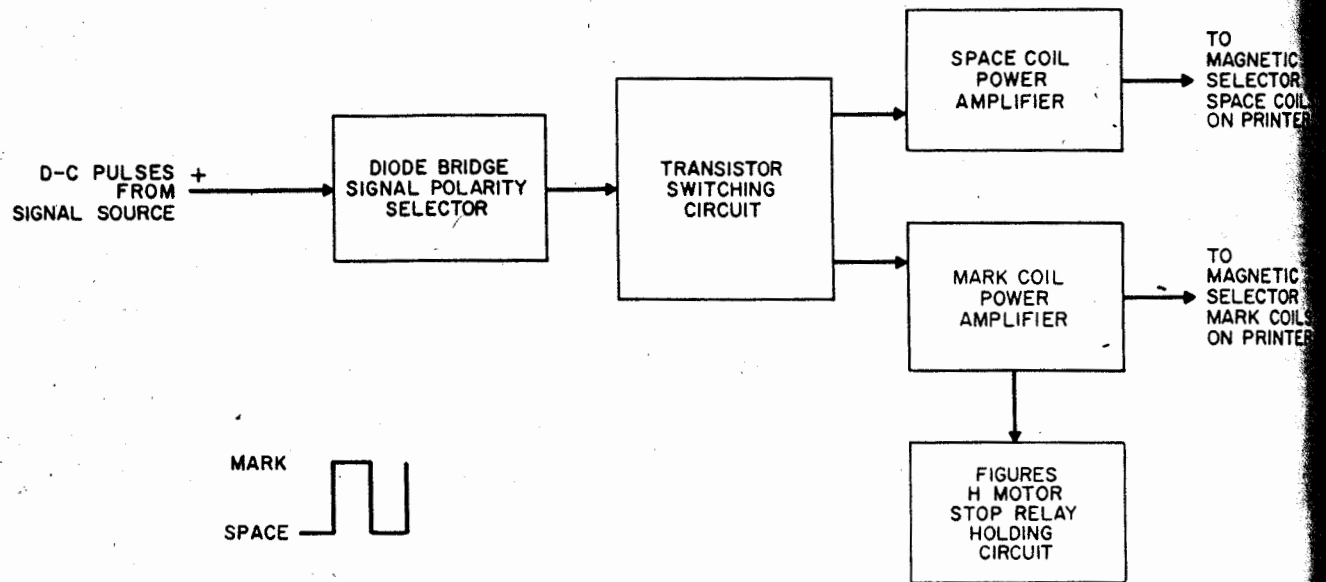 D-C PULSES +
FROM
SIGNAL SOURCE
DIODE BRIDGE
SIGNAL POLARITY
SELECTOR
TRANSISTOR
SWITCHING
CIRCUIT
SPACE COIL
POWER
AMPLIFIER
TO
MAGNETIC
SELECTOR
SPACE COIL
ON PRINTER
MARK COIL
POWER
AMPLIFIER
TO
MAGNETIC
SELECTOR
MARK COILS
ON PRINTER
FIGURES
H MOTOR
STOP RELAY
HOLDING
CIRCUIT
MARK
SPACE